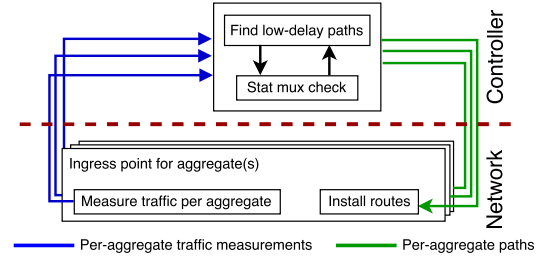 Find low-delay paths
Stat mux check
Controller
Ingress point for aggregate(s)
Measure traffic per aggregate
Install routes
Network
Per-aggregate traffic measurements
Per-aggregate paths